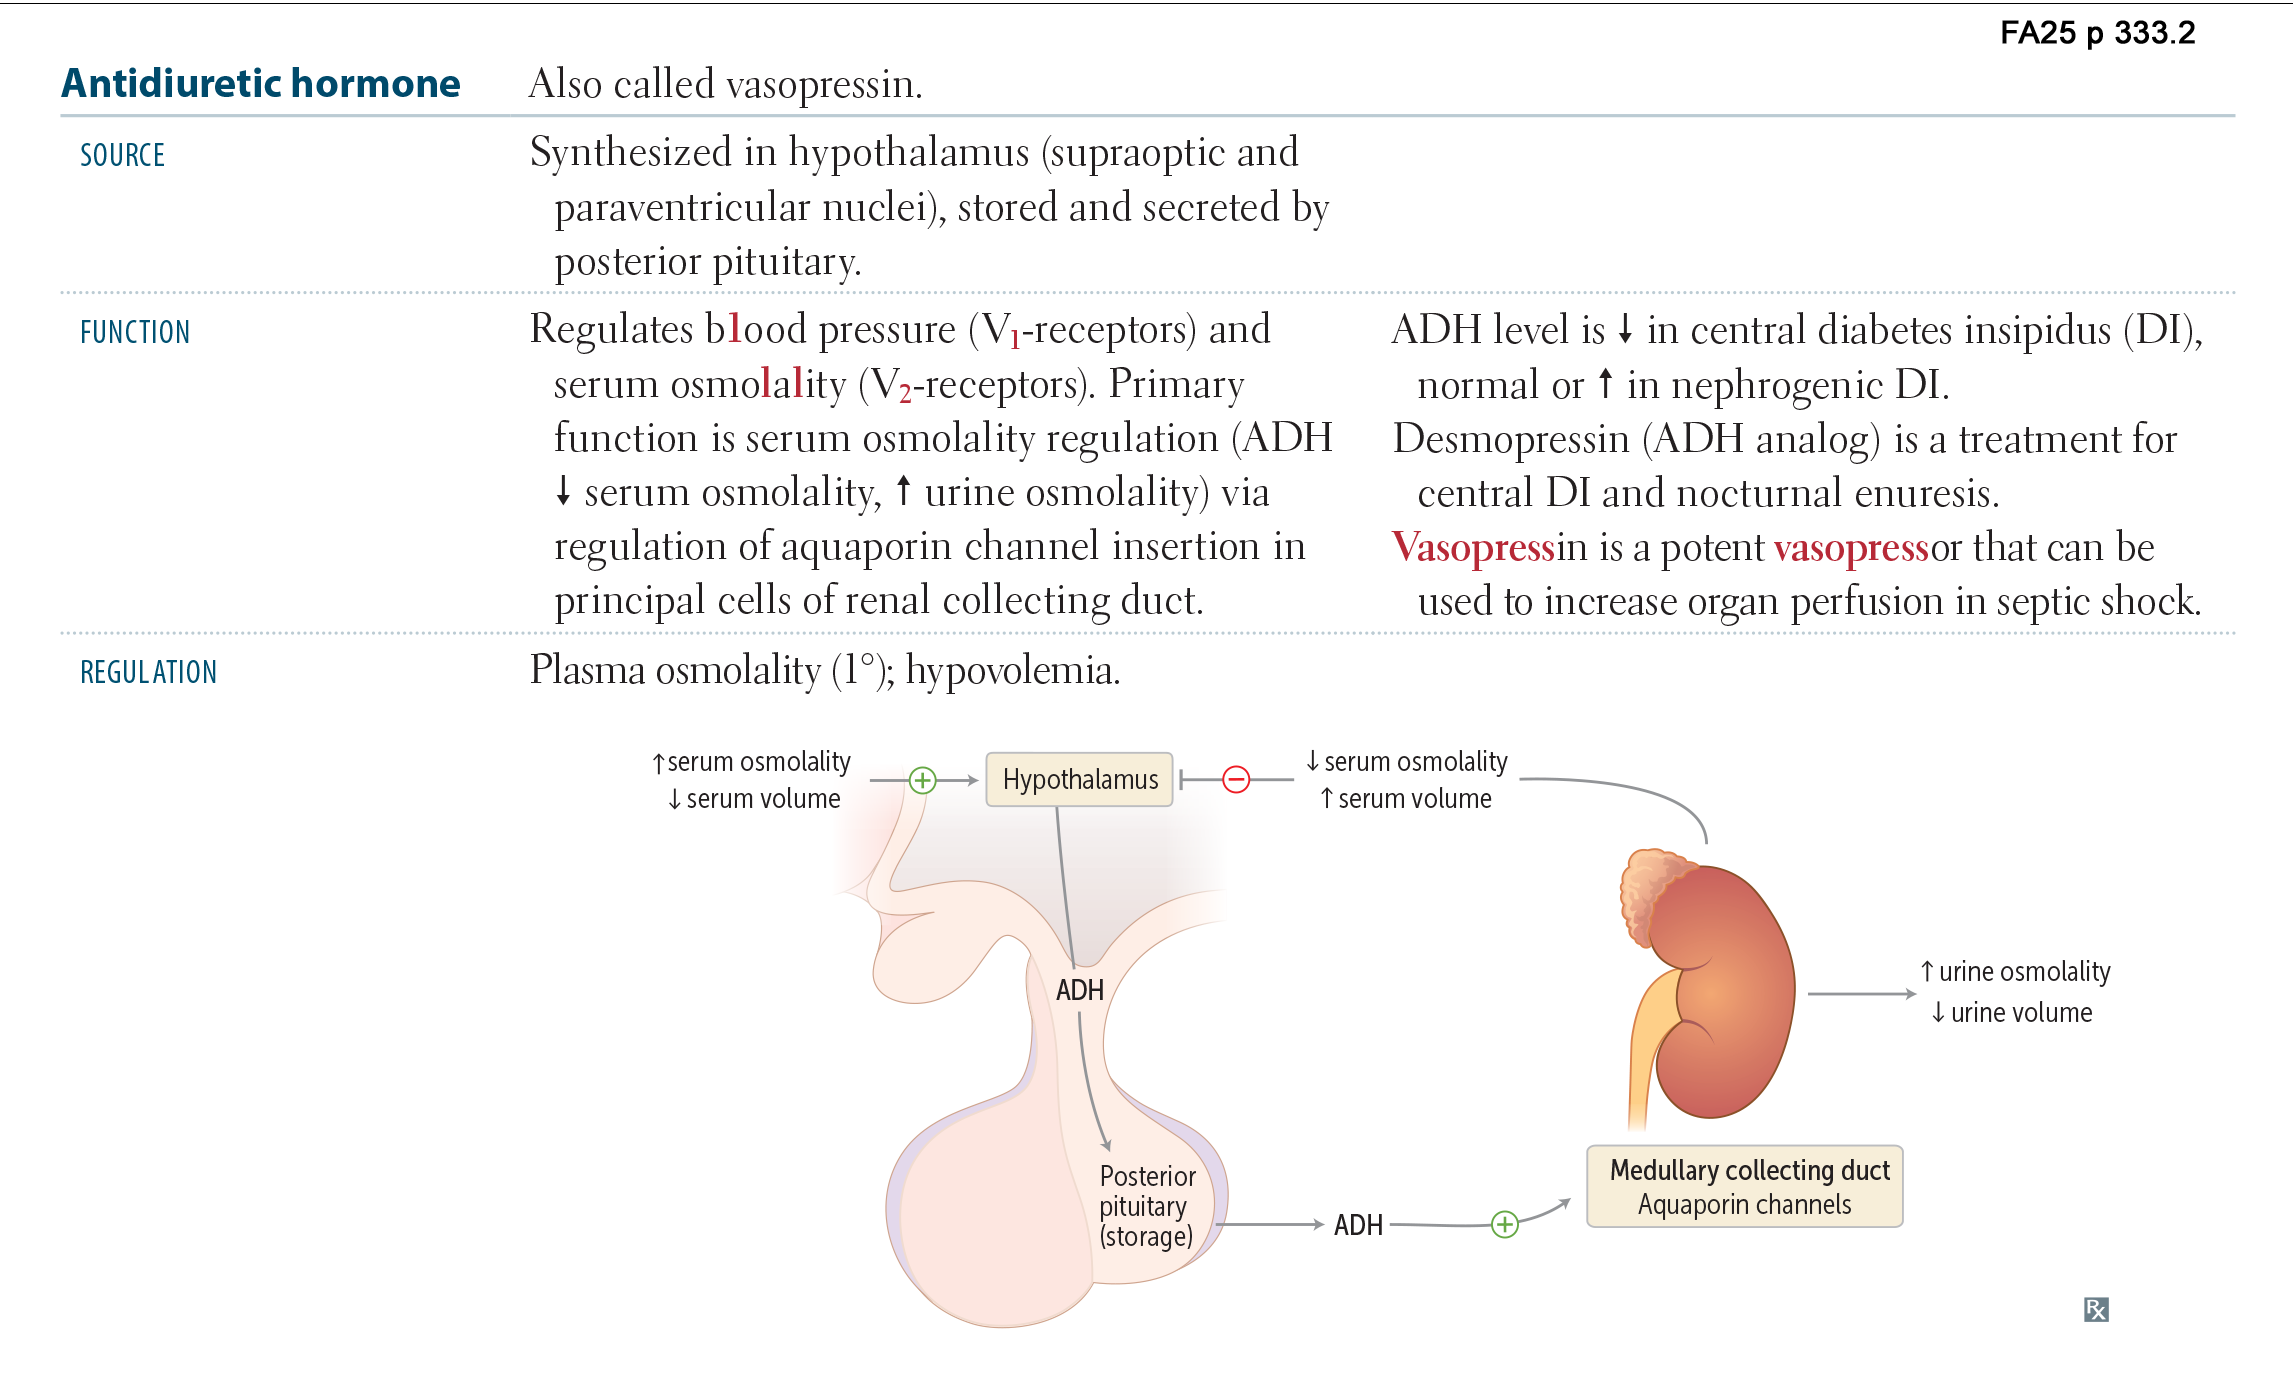 FA25 p 333.2
Antidiuretic hormone
Also called vasopressin.
SOURCE
Synthesized in hypothalamus (supraoptic and
paraventricular nuclei), stored and secreted by
posterior pituitary.
FUNCTION
Regulates blood pressure (V₁-receptors) and
serum osmolality (V₂-receptors). Primary
function is serum osmolality regulation (ADH
↓ serum osmolality, ↑ urine osmolality) via
regulation of aquaporin channel insertion in
principal cells of renal collecting duct.
ADH level is ↓ in central diabetes insipidus (DI),
normal or ↑ in nephrogenic DI.
Desmopressin (ADH analog) is a treatment for
central DI and nocturnal enuresis.
Vasopressin is a potent vasopressor that can be
used to increase organ perfusion in septic shock.
REGULATION
Plasma osmolality (1°); hypovolemia.
↑ serum osmolality
↓ serum volume
+
Hypothalamus
−
↓ serum osmolality
↑ serum volume
ADH
↑ urine osmolality
↓ urine volume
Posterior
pituitary
(storage)
ADH
+
Medullary collecting duct
Aquaporin channels
Rx